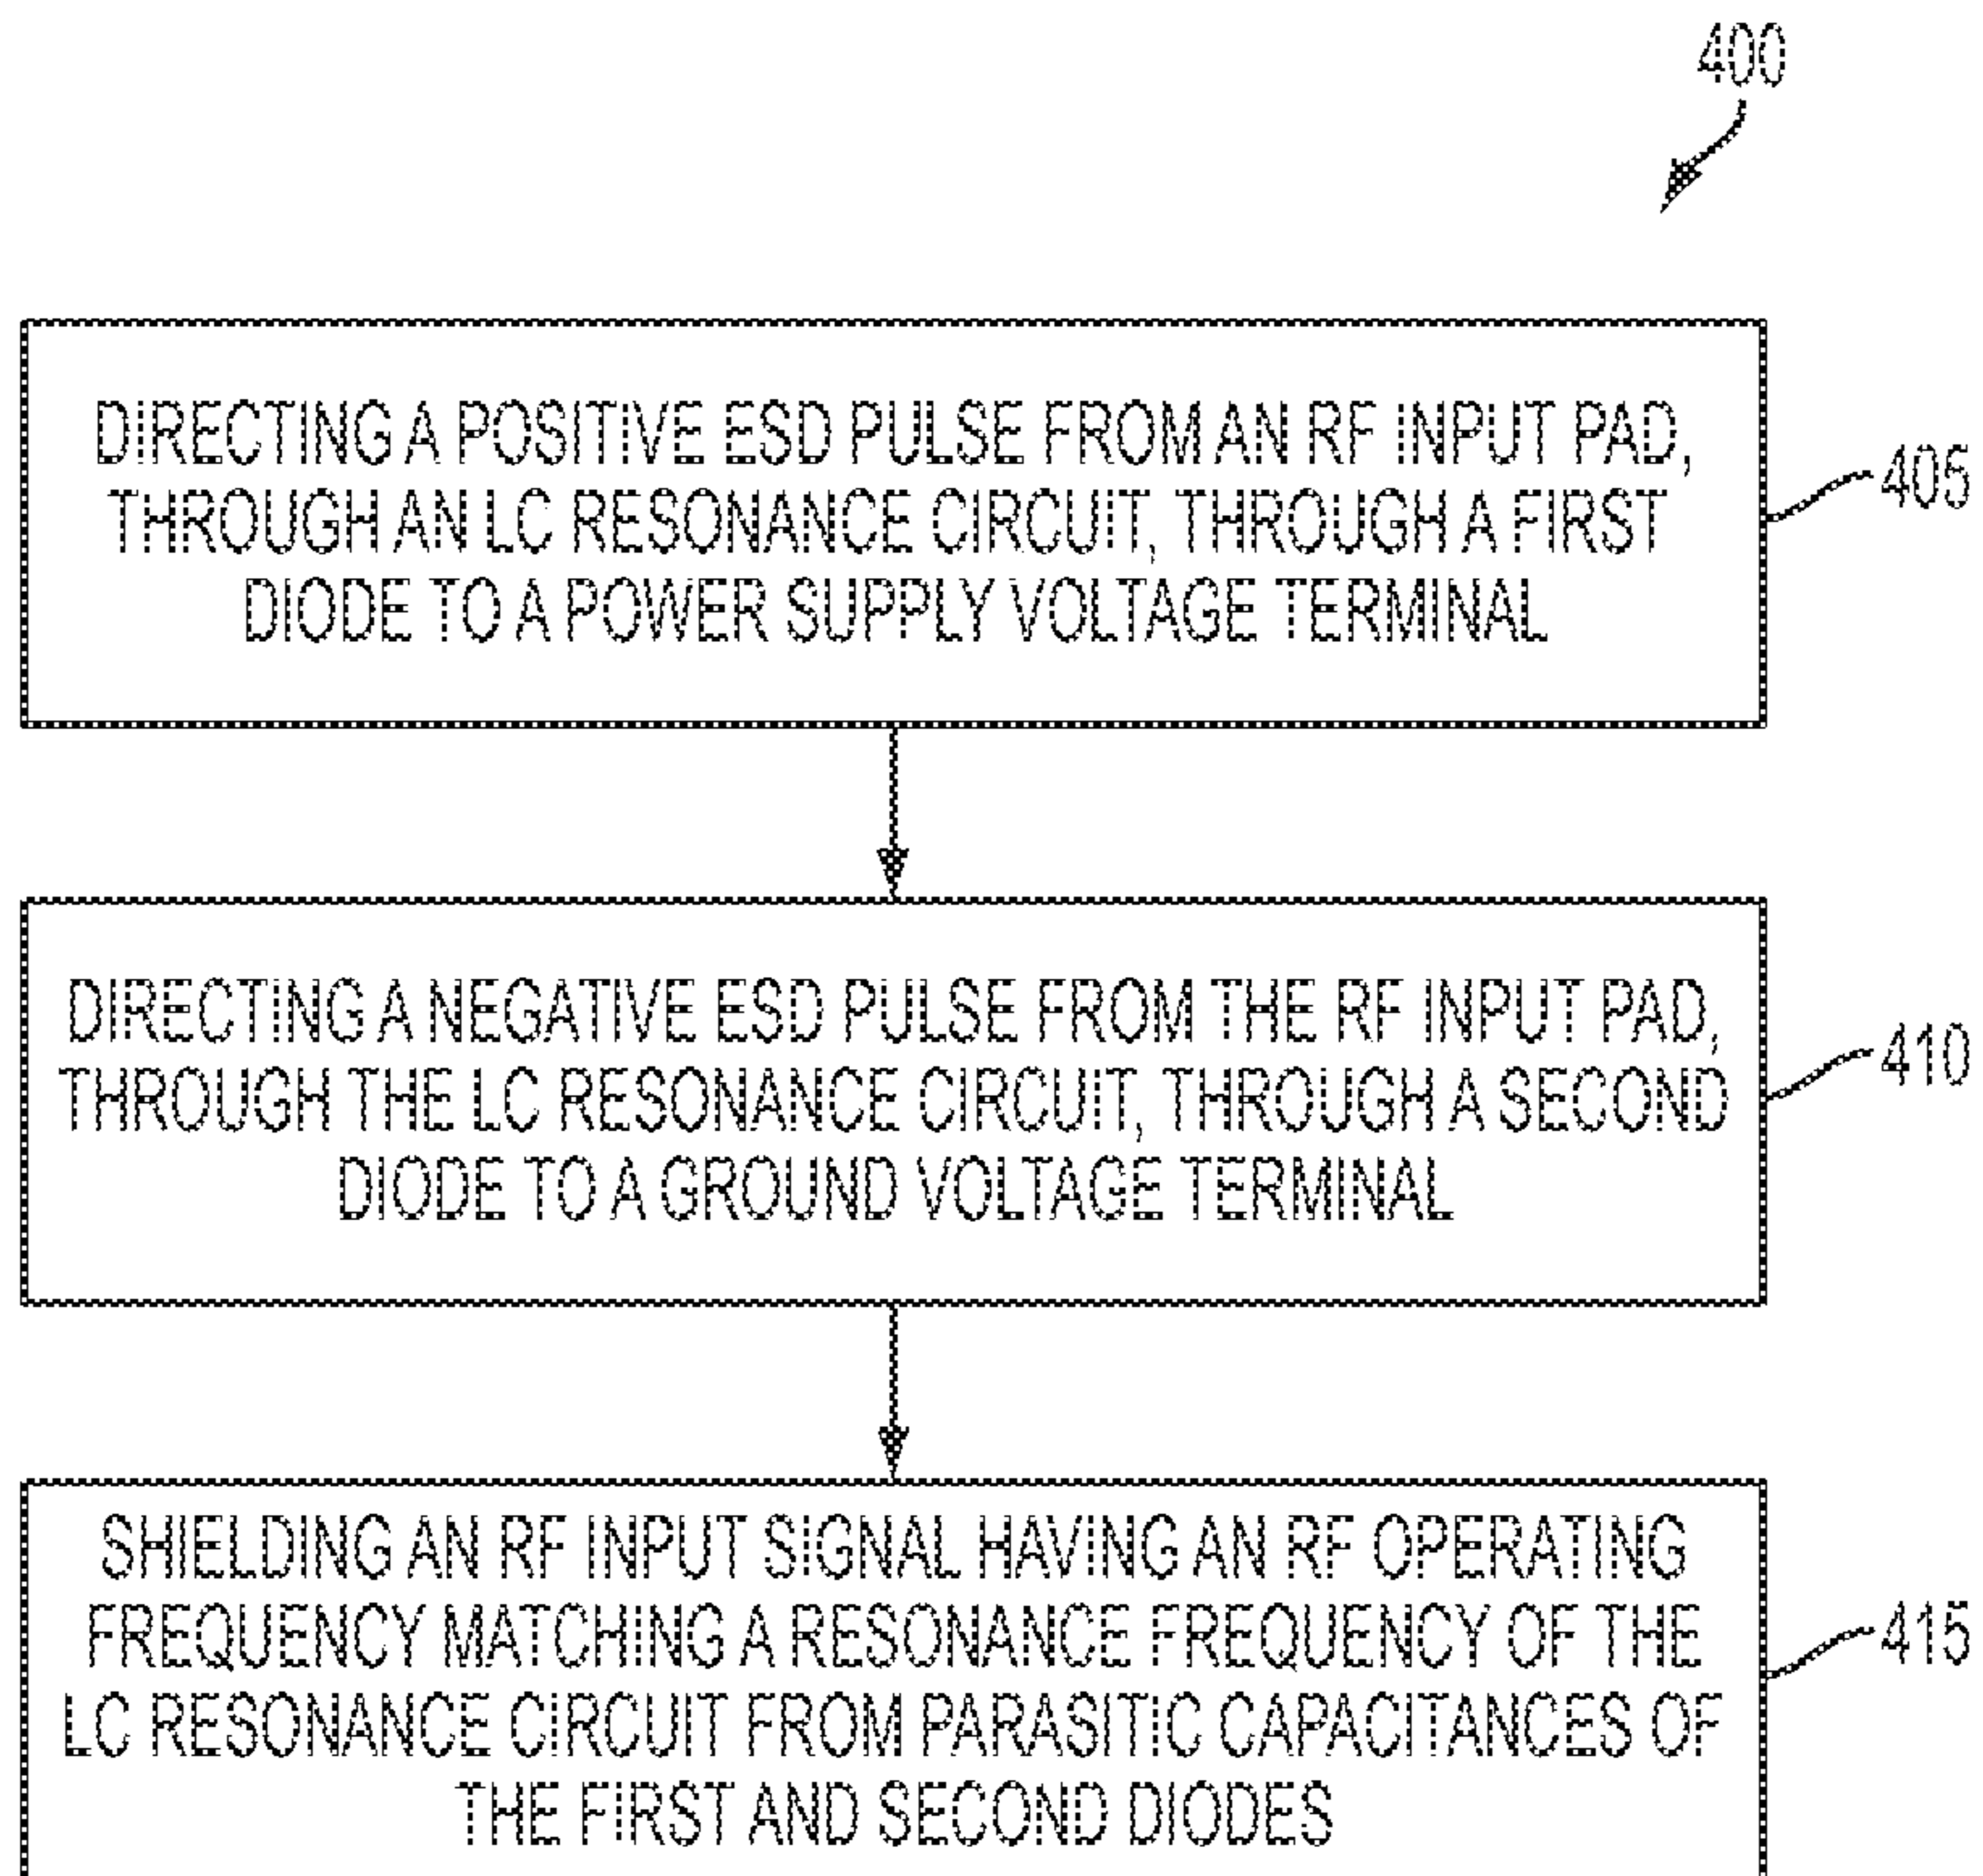 400
DIRECTING A POSITIVE ESD PULSE FROM AN RF INPUT PAD,
THROUGH AN LC RESONANCE CIRCUIT, THROUGH A FIRST
DIODE TO A POWER SUPPLY VOLTAGE TERMINAL
405
DIRECTING A NEGATIVE ESD PULSE FROM THE RF INPUT PAD,
THROUGH THE LC RESONANCE CIRCUIT, THROUGH A SECOND
DIODE TO A GROUND VOLTAGE TERMINAL
410
SHIELDING AN RF INPUT SIGNAL HAVING AN RF OPERATING
FREQUENCY MATCHING A RESONANCE FREQUENCY OF THE
LC RESONANCE CIRCUIT FROM PARASITIC CAPACITANCES OF
THE FIRST AND SECOND DIODES
415